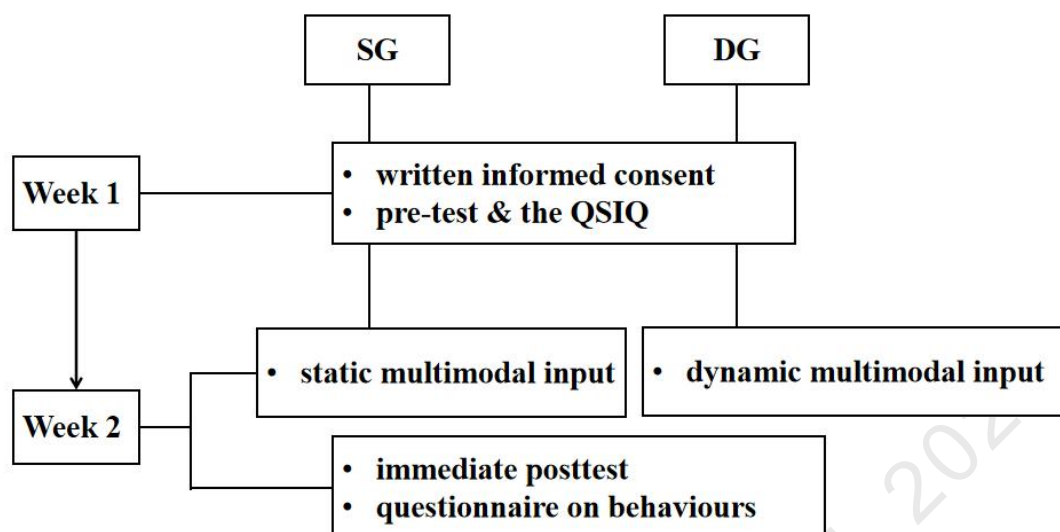 SG
DG
Week 1
• written informed consent
• pre-test & the QSIQ
• static multimodal input
• dynamic multimodal input
Week 2
• immediate posttest
• questionnaire on behaviours